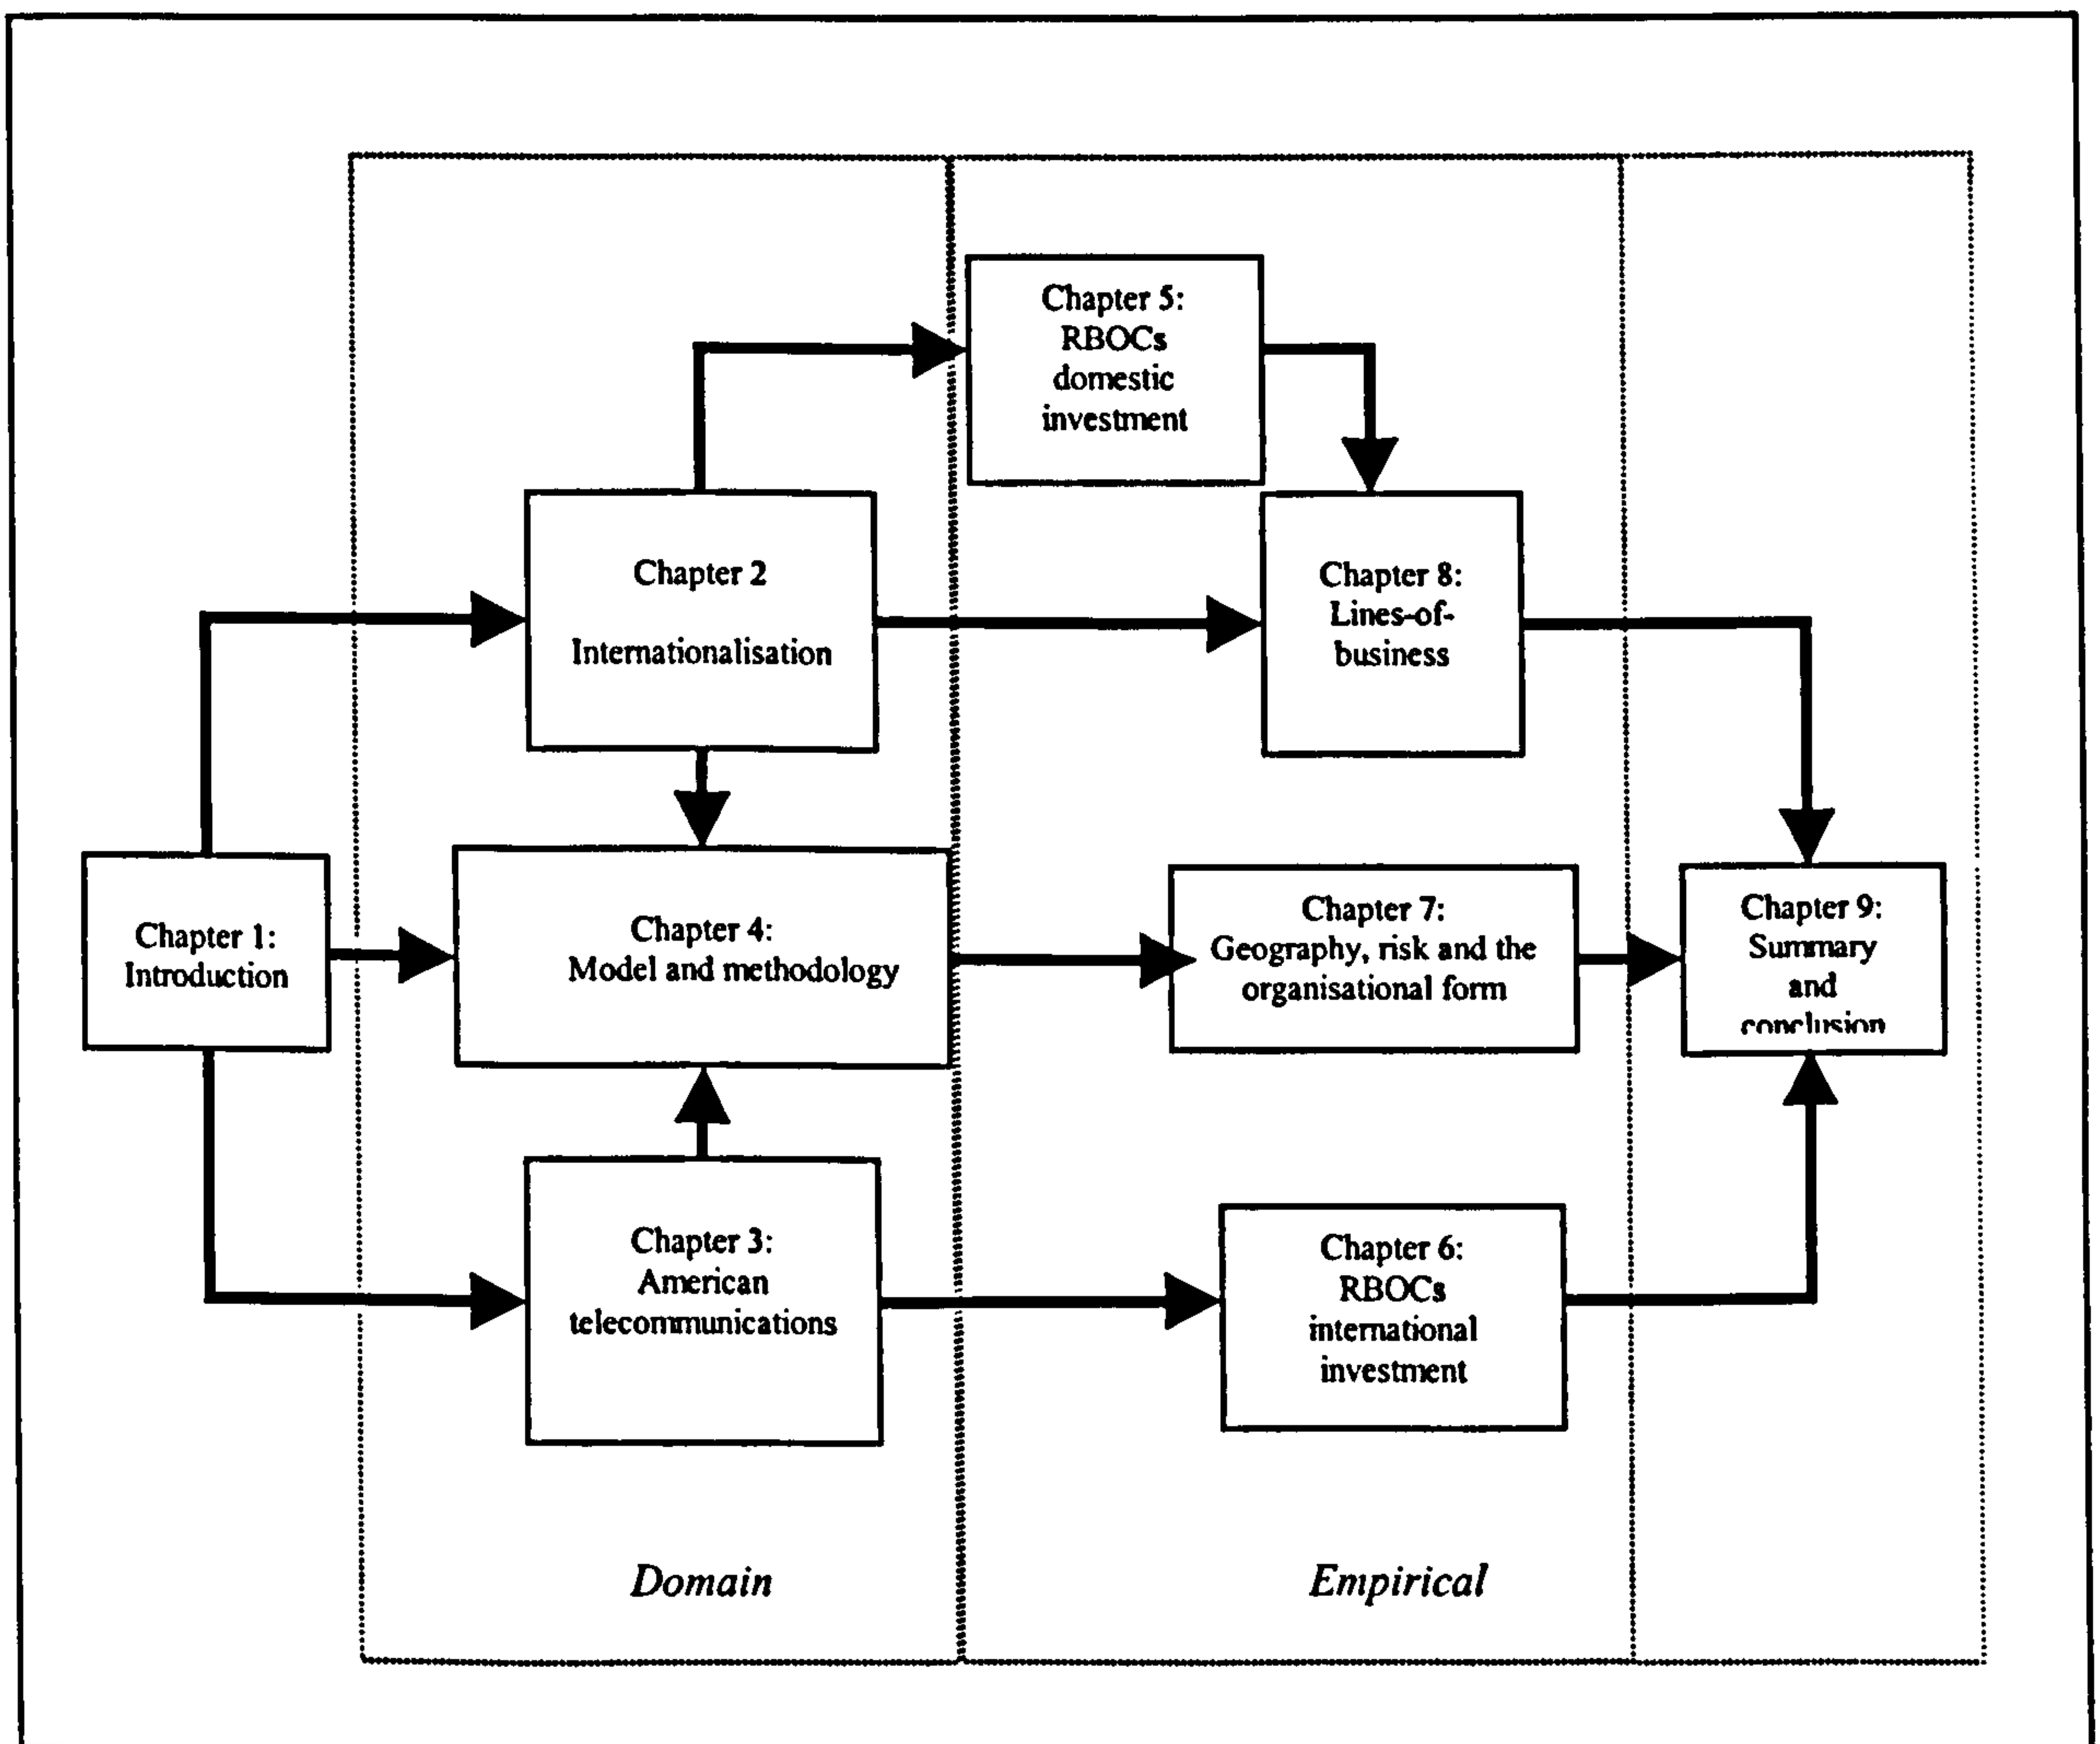 Chapter 5:
RBOCs
domestic
investment
Chapter 2
Internationalisation
Chapter 8:
Lines-of-
business
Chapter 1:
Introduction
Chapter 4:
Model and methodology
Chapter 7:
Geography, risk and the
organisational form
Chapter 9:
Summary
and
conclusion
Chapter 3:
American
telecommunications
Chapter 6:
RBOCs
international
investment
Domain
Empirical